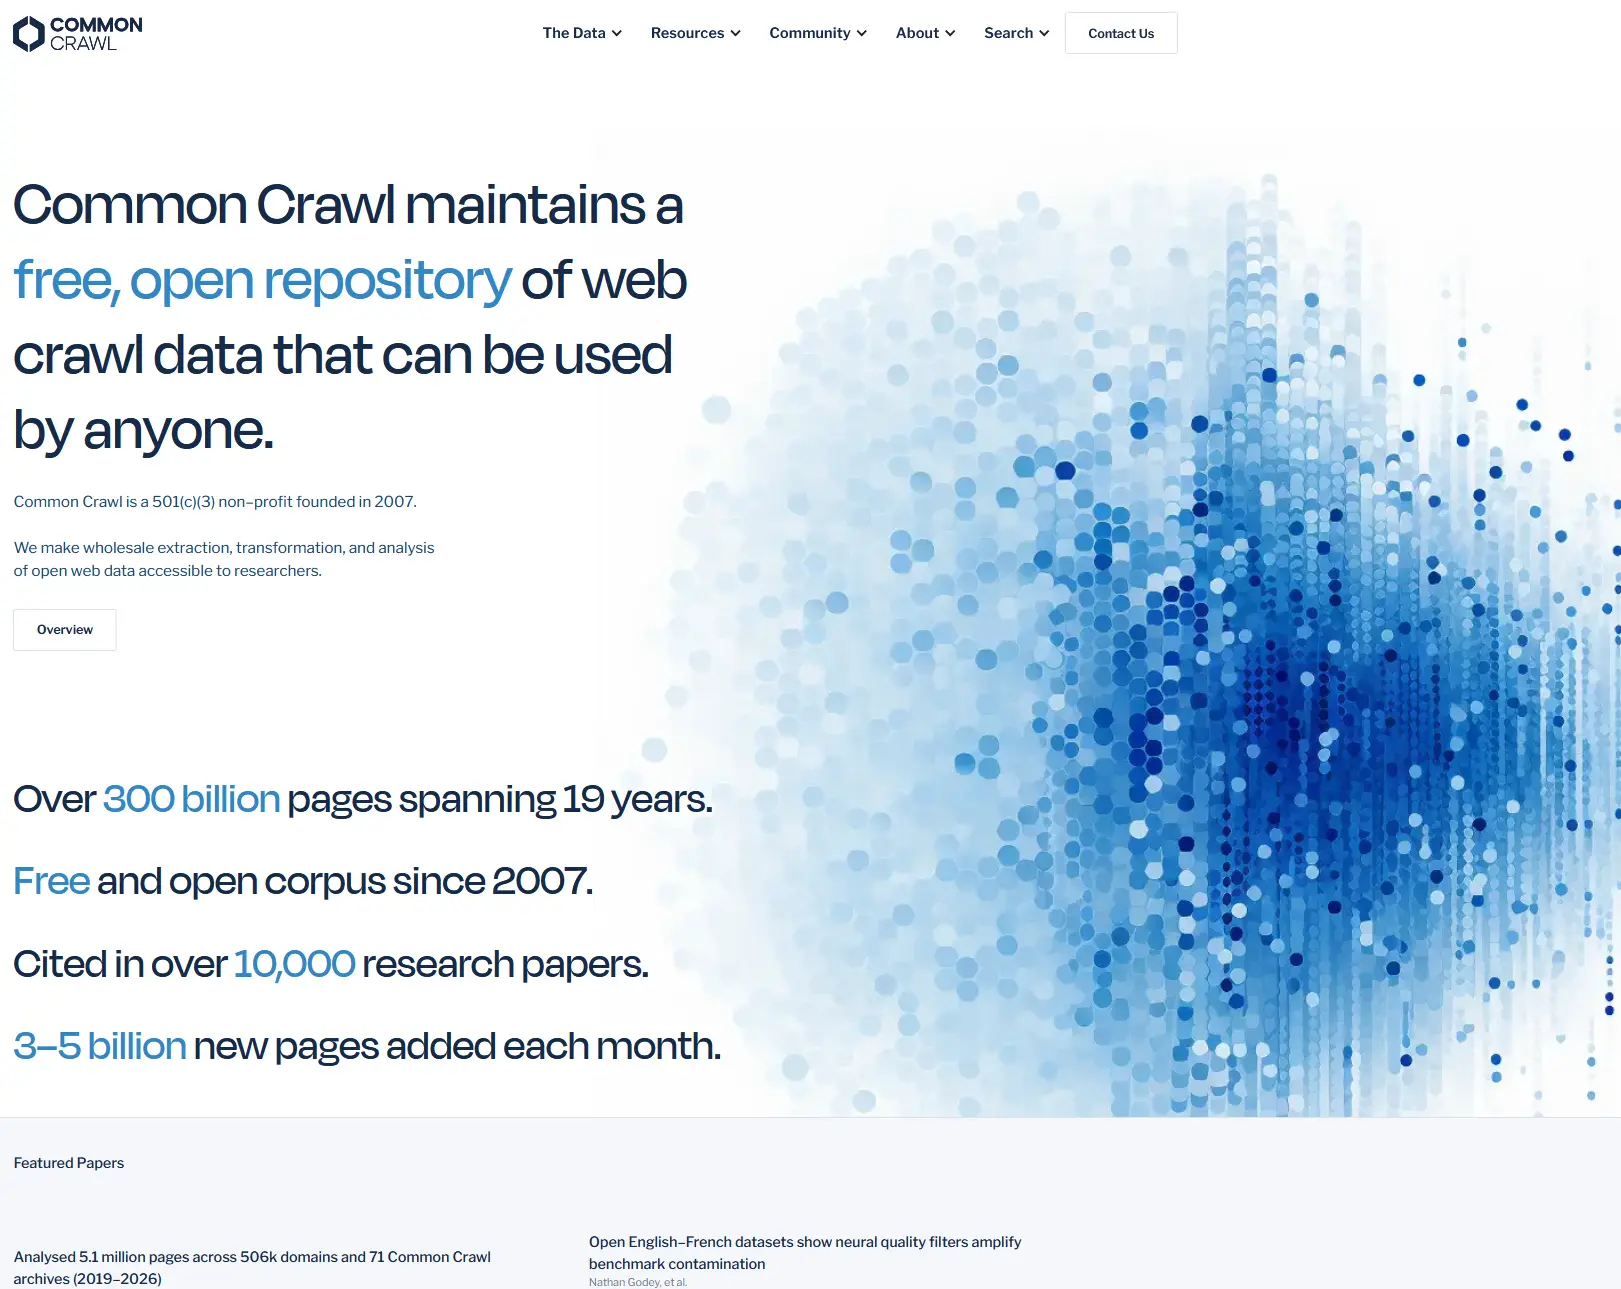 COMMON
CRAWL
The Data
Resources
Community
About
Search
Contact Us
Common Crawl maintains a
free, open repository of web
crawl data that can be used
by anyone.
Common Crawl is a 501(c)(3) non–profit founded in 2007.
We make wholesale extraction, transformation, and analysis
of open web data accessible to researchers.
Overview
Over 300 billion pages spanning 19 years.
Free and open corpus since 2007.
Cited in over 10,000 research papers.
3–5 billion new pages added each month.
Featured Papers
Analysed 5.1 million pages across 506k domains and 71 Common Crawl
archives (2019–2026)
Open English–French datasets show neural quality filters amplify
benchmark contamination
Nathan Godey, et al.